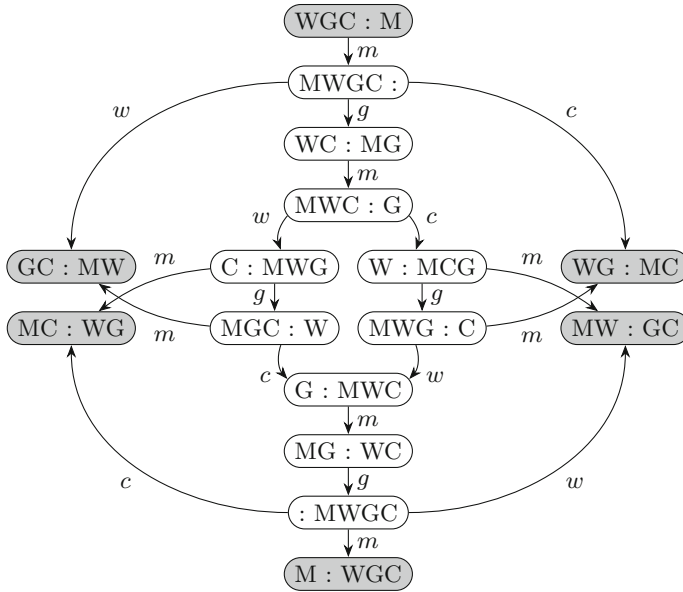 WGC : M
m
MWGC :
w
g
c
WC : MG
m
MWC : G
w
c
GC : MW
m
C : MWG
W : MCG
m
WG : MC
g
g
MC : WG
m
MGC : W
MWG : C
m
MW : GC
c
w
G : MWC
m
MG : WC
c
g
w
: MWGC
m
M : WGC